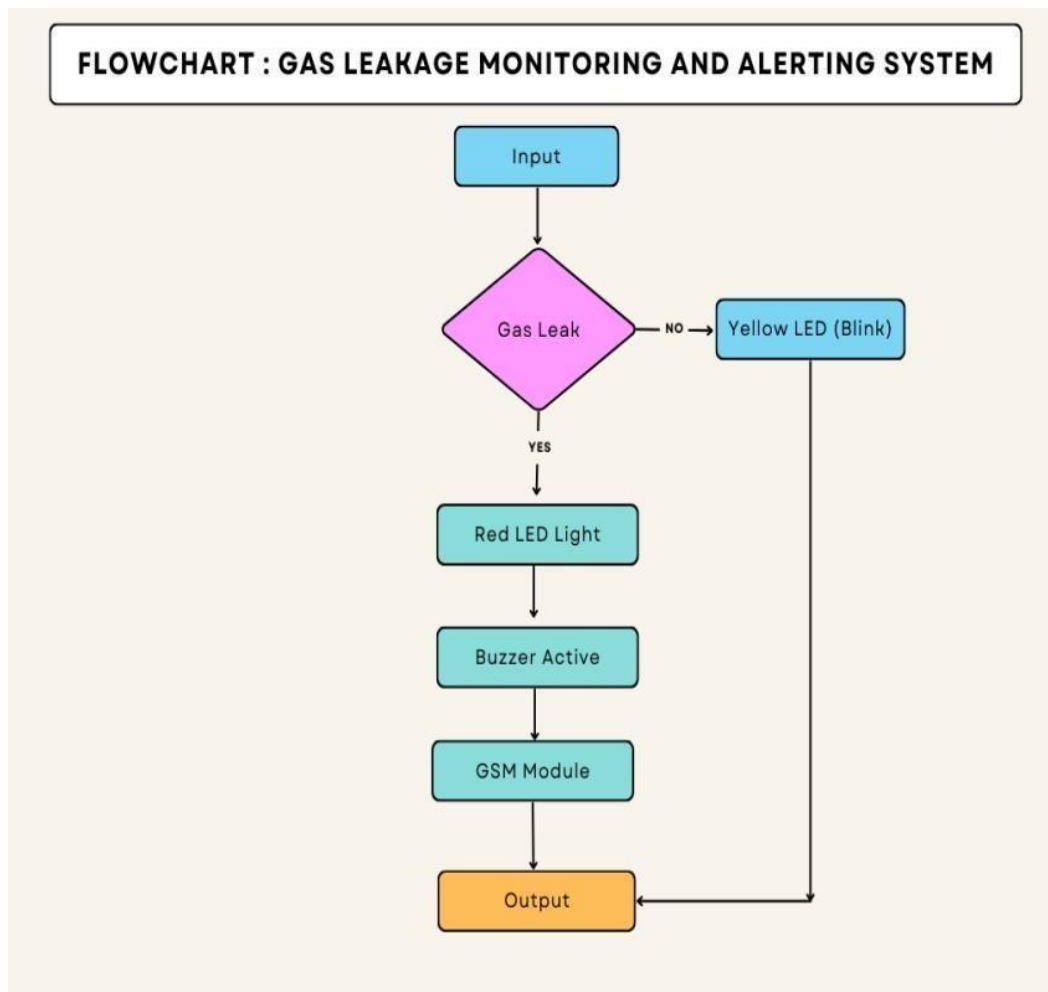 FLOWCHART : GAS LEAKAGE MONITORING AND ALERTING SYSTEM
Input
Gas Leak
NO
Yellow LED (Blink)
YES
Red LED Light
Buzzer Active
GSM Module
Output